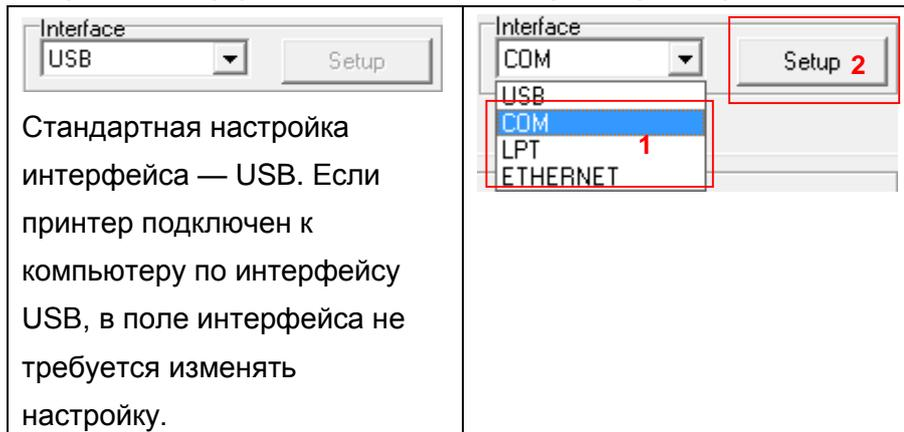 Interface
USB
Setup
Стандартная настройка
интерфейса — USB. Если
принтер подключен к
компьютеру по интерфейсу
USB, в поле интерфейса не
требуется изменять
настройку.
Interface
COM
Setup 2
USB
COM
LPT 1
ETHERNET